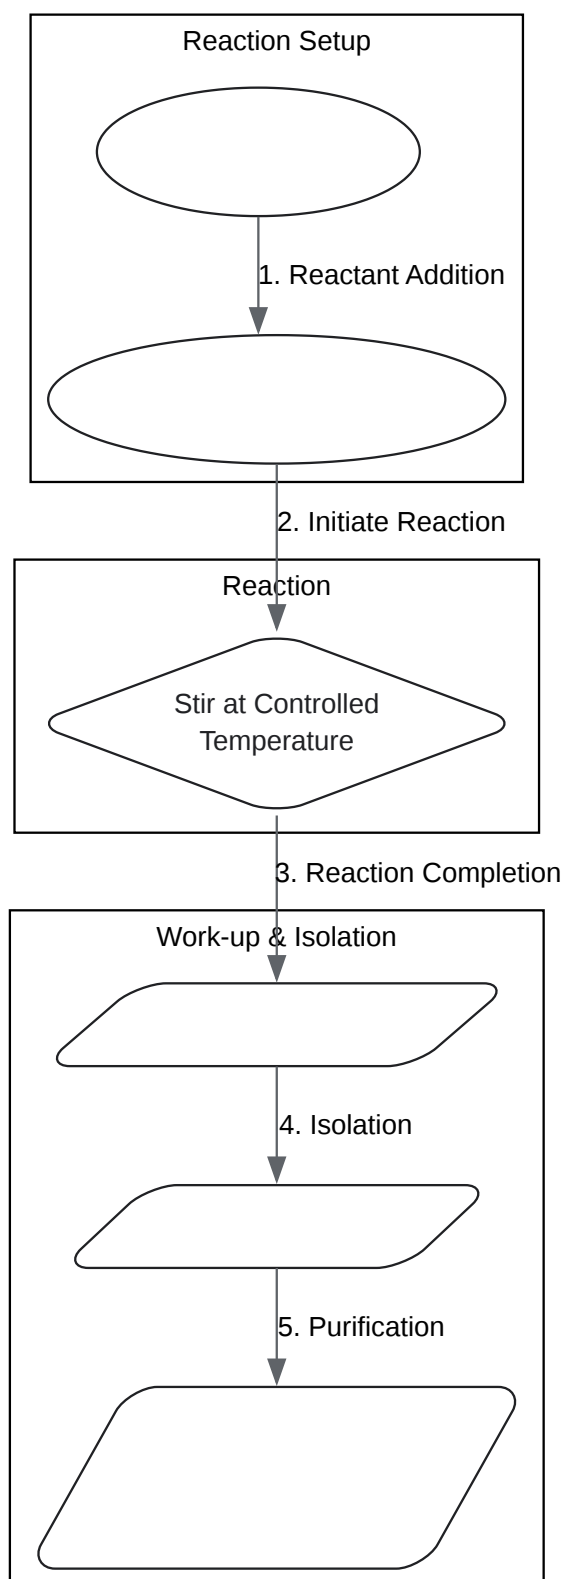 Reaction Setup
1. Reactant Addition
2. Initiate Reaction
Reaction
Stir at Controlled
Temperature
3. Reaction Completion
Work-up & Isolation
4. Isolation
5. Purification